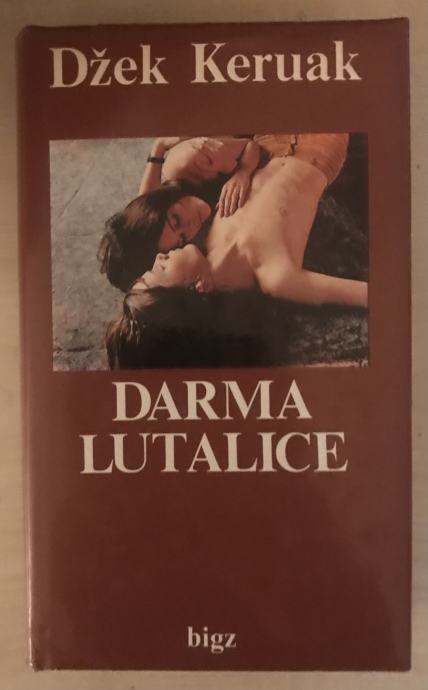 Džek Keruak
DARMA
LUTALICE
bigz